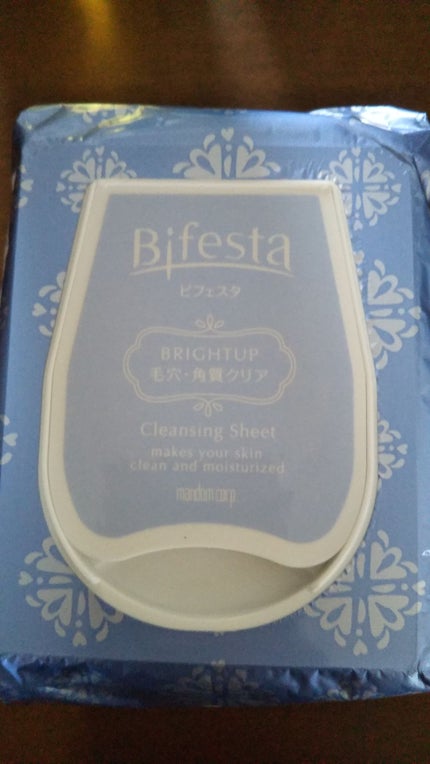 Bifesta
ビフェスタ
BRIGHTUP
毛穴・角質クリア
Cleansing Sheet
makes your skin
clean and moisturized
mandom corp